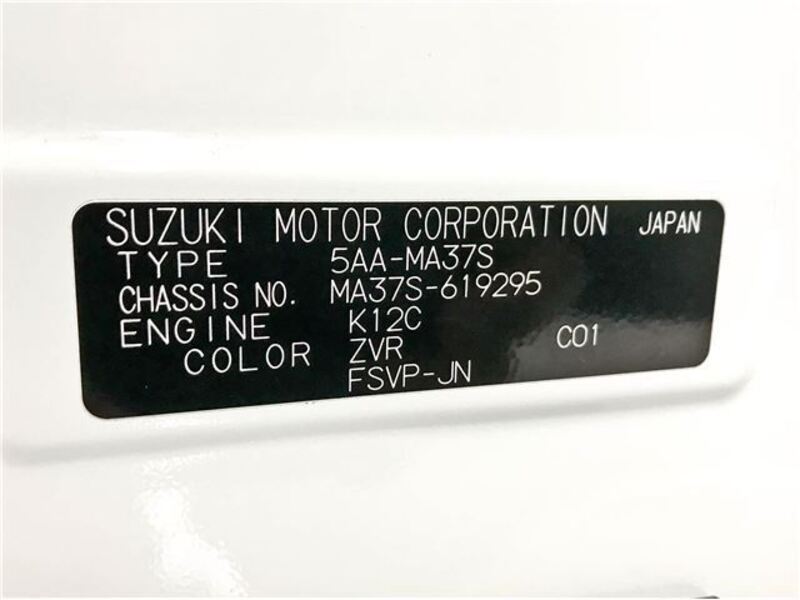 SUZUKI MOTOR CORPORATION JAPAN
TYPE 5AA-MA37S
CHASSIS NO. MA37S-619295
ENGINE K12C
COLOR ZVR C01
FSVP-JN